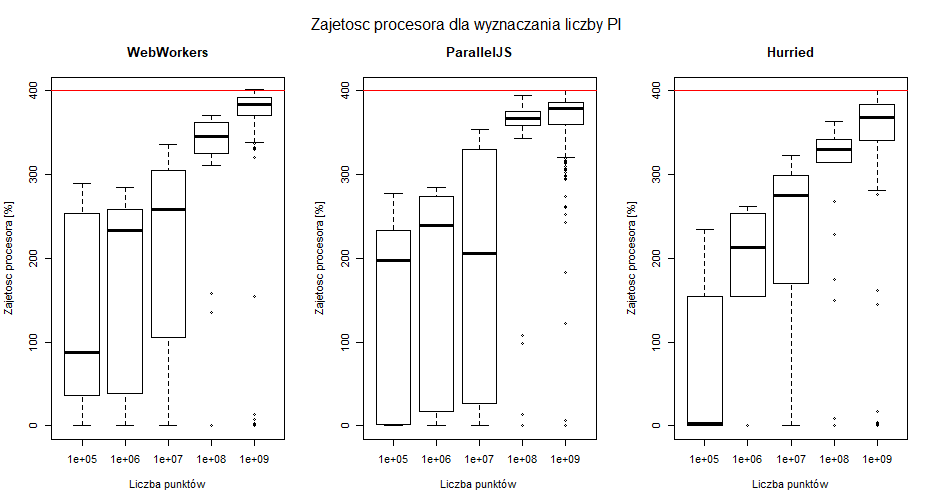 Zajetosc procesora dla wyznaczania liczby PI
WebWorkers
Zajetosc procesora [%]
400
300
200
100
0
1e+05 1e+06 1e+07 1e+08 1e+09
Liczba punktów
ParallelJS
Zajetosc procesora [%]
400
300
200
100
0
1e+05 1e+06 1e+07 1e+08 1e+09
Liczba punktów
Hurried
Zajetosc procesora [%]
400
300
200
100
0
1e+05 1e+06 1e+07 1e+08 1e+09
Liczba punktów